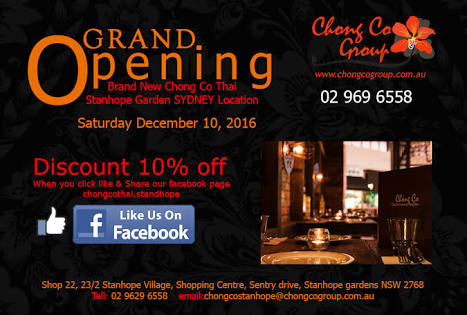 GRAND
Opening
Brand New Chong Co Thai
Stanhope Garden SYDNEY Location
Saturday December 10, 2016
Chong Co
Group
www.chongcogroup.com.au
02 969 6558
Discount 10% off
When you click like & Share our facebook page
chongcothai.standhope
Like Us On
Facebook
Chong Co
Shop 22, 23/2 Stanhope Village, Shopping Centre, Sentry drive, Stanhope gardens NSW 2768
Tell: 02 9629 6558 email:chongcostanhope@chongcogroup.com.au